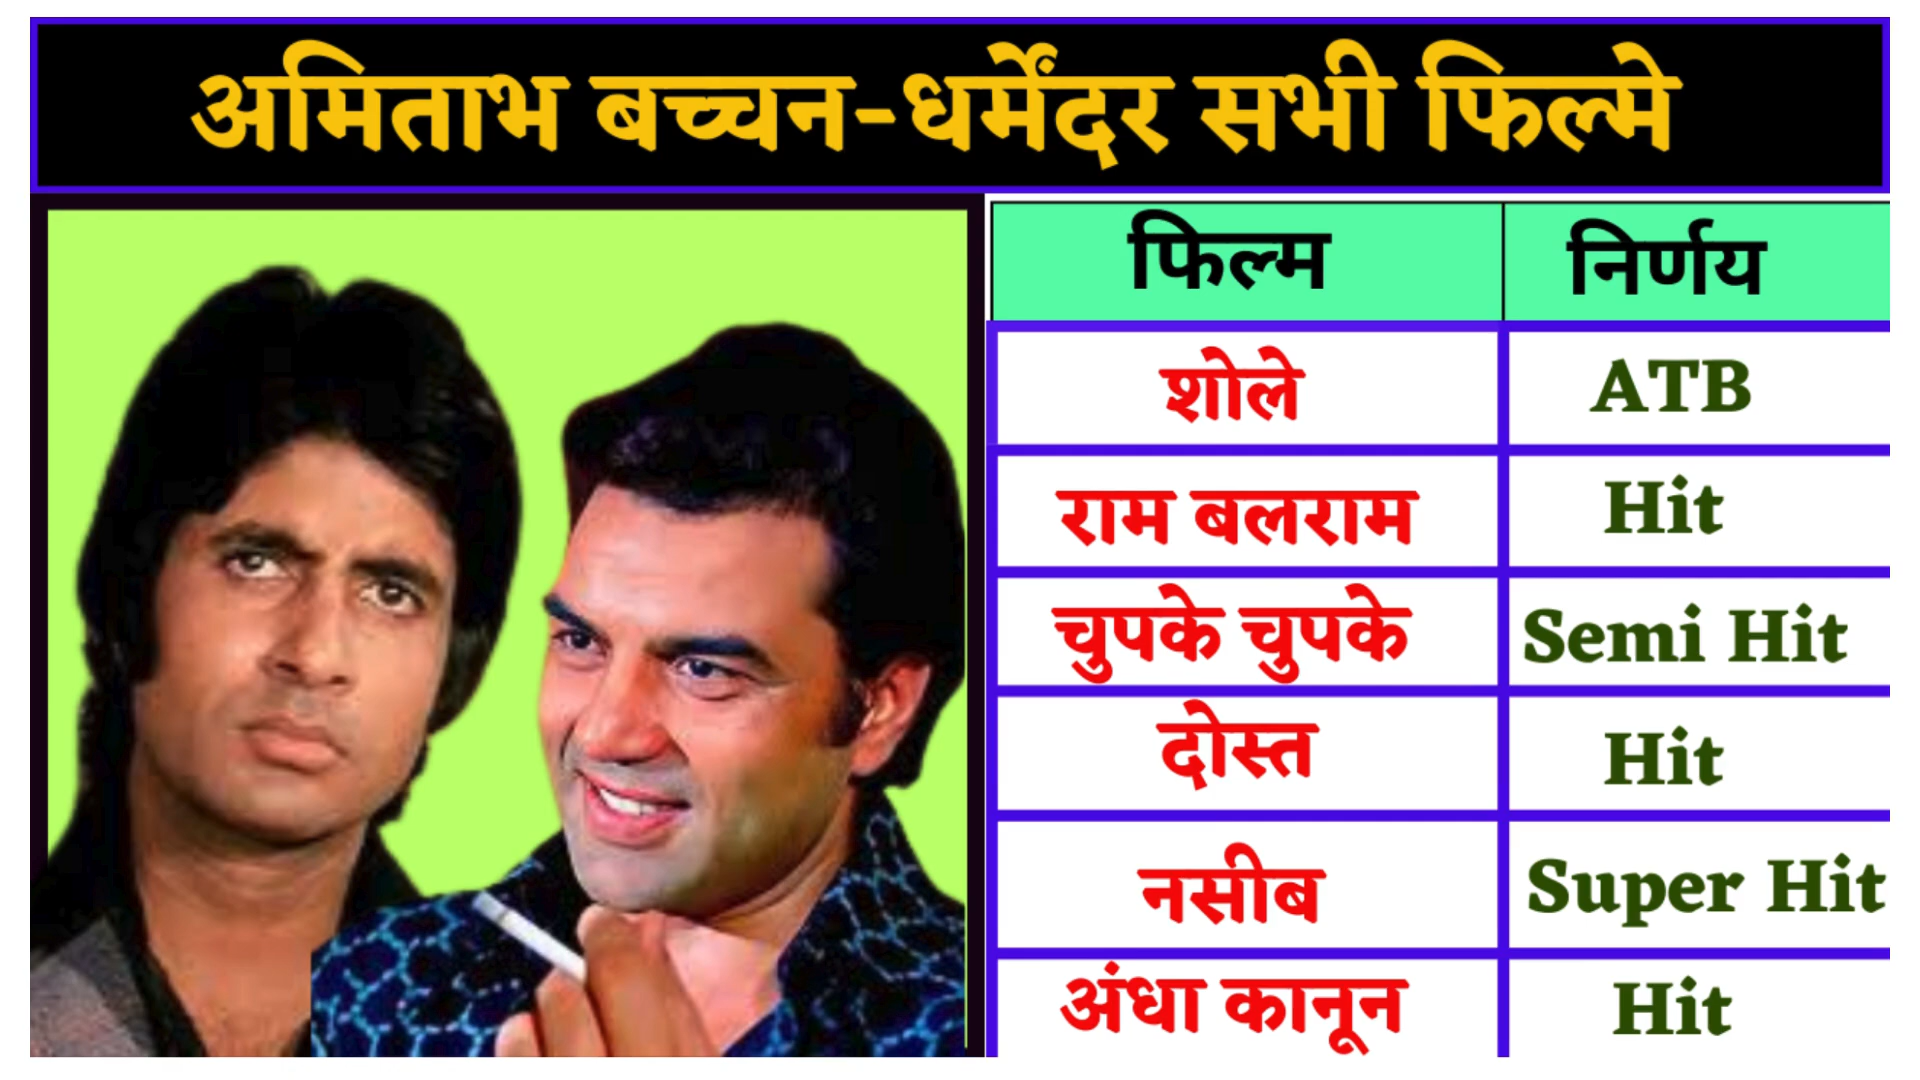 अमिताभ बच्चन-धर्मेंदर सभी फिल्मे
फिल्म निर्णय
शोले ATB
राम बलराम Hit
चुपके चुपके Semi Hit
दोस्त Hit
नसीब Super Hit
अंधा कानून Hit